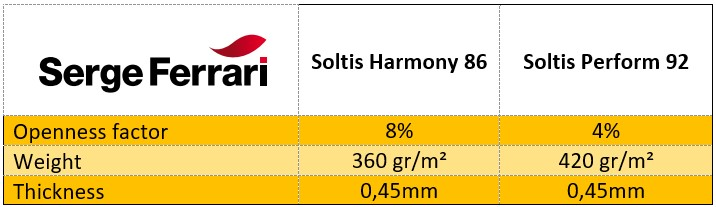 Serge Ferrari Soltis Harmony 86 Soltis Perform 92
Openness factor 8% 4%
Weight 360 gr/m² 420 gr/m²
Thickness 0,45mm 0,45mm